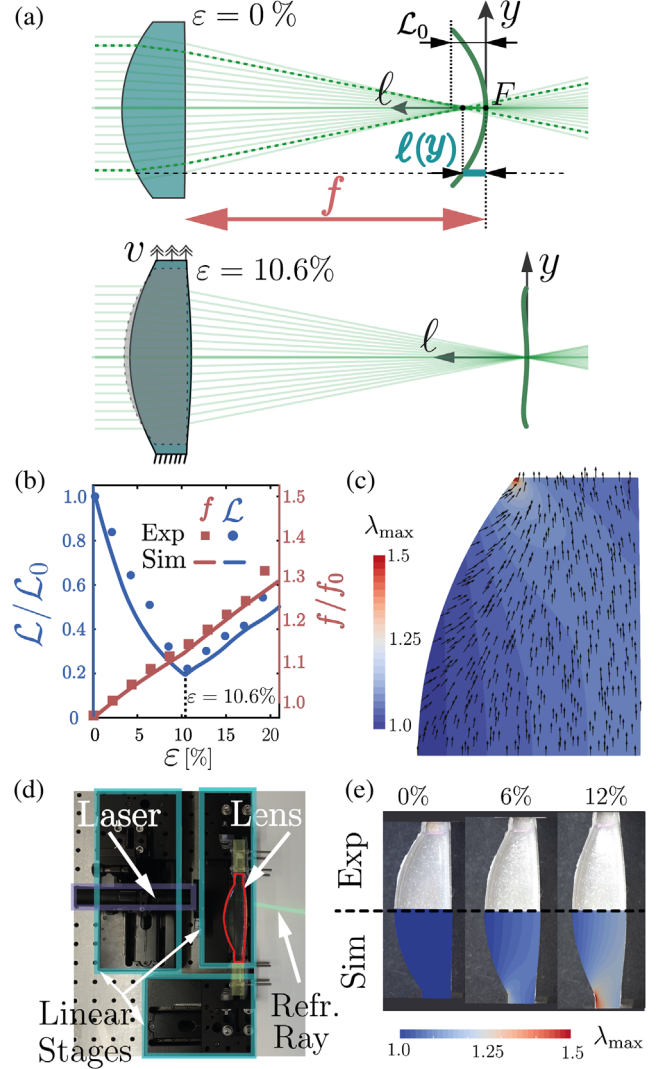 (a)
ε = 0 %
ℒ₀
y
ℓ
F
ℓ(y)
f
v
ε = 10.6%
y
ℓ
(b)
(c)
1.0
0.8
0.6
0.4
0.2
0
ℒ/ℒ₀
f ℒ
Exp
Sim
ε = 10.6%
1.5
1.4
1.3
1.2
1.1
1.0
f/f₀
0 5 10 15 20
ε [%]
λmax
1.5
1.25
1.0
(d)
Laser
Lens
Linear
Stages
Refr.
Ray
(e)
0% 6% 12%
Exp
Sim
1.0 1.25 1.5
λmax